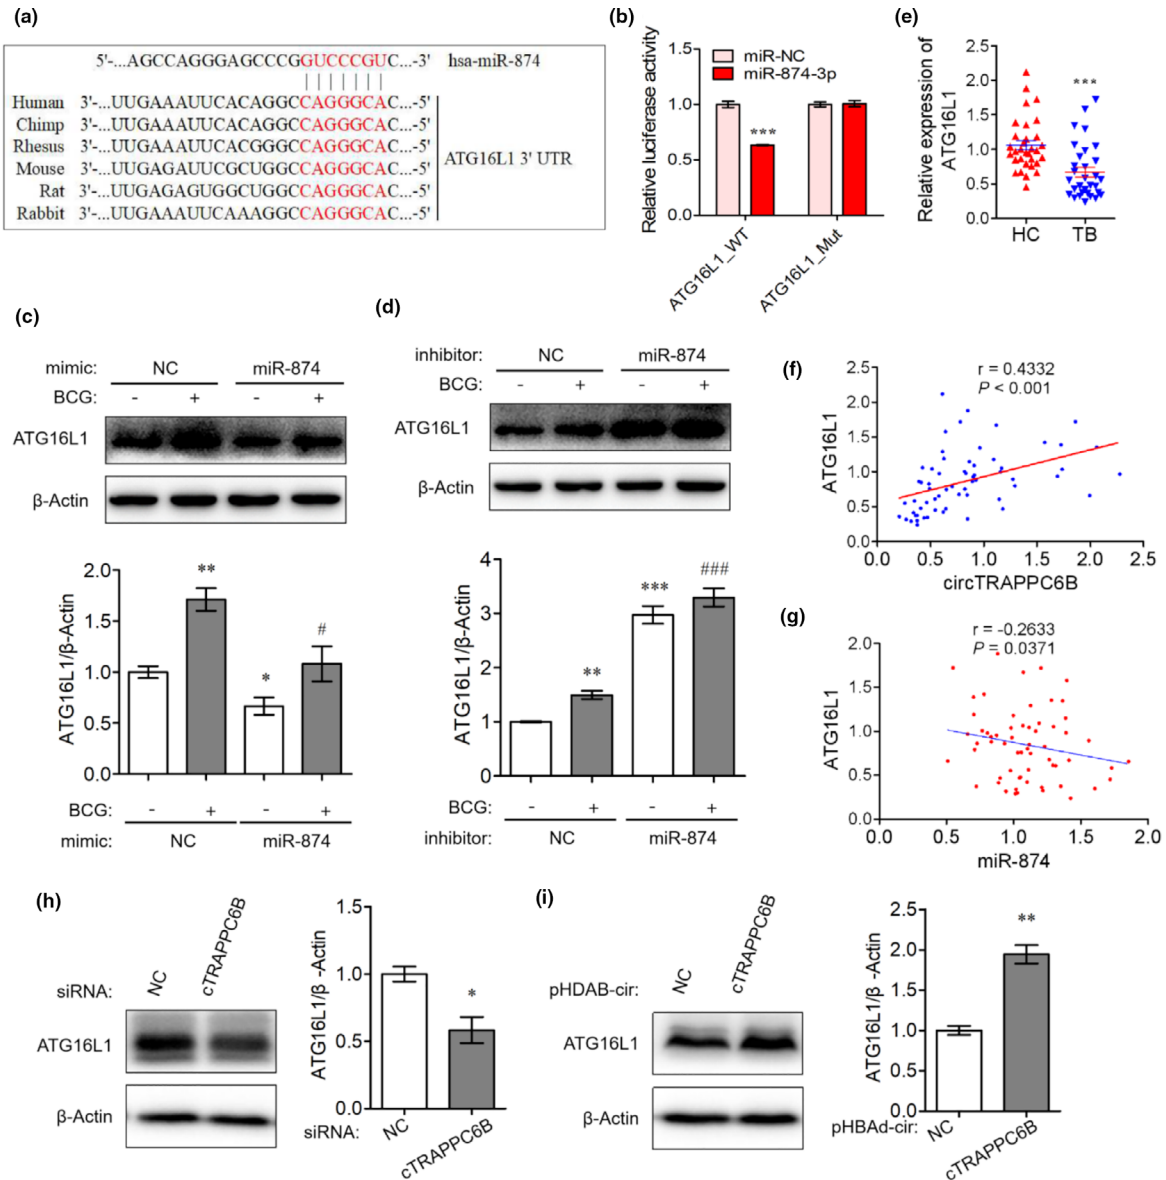 (a)
5'-...AGCCAGGGAGCCCGGUCCCGUC...-3' hsa-miR-874
Human 3'-...UUGAAAUUCACAGGCCAGGGCAC...-5'
Chimp 3'-...UUGAAAUUCACAGGCCAGGGCAC...-5'
Rhesus 3'-...UUGAAAUUCACAGGCCAGGGCAC...-5'
Mouse 3'-...UUGAGAUUCGCUGGCCAGGGCAC...-5'
Rat 3'-...UUGAGAGUGGCUGGCCAGGGCAC...-5'
Rabbit 3'-...UUGAAAUUCAAAGGCCAGGGCAC...-5'
ATG16L1 3' UTR
(b)
Relative luciferase activity
1.5
1.0
0.5
0.0
miR-NC
miR-874-3p
***
ATG16L1_WT
ATG16L1_Mut
(e)
Relative expression of
ATG16L1
2.5
2.0
1.5
1.0
0.5
0.0
***
HC TB
(c)
mimic: NC miR-874
BCG: - + - +
ATG16L1
β-Actin
ATG16L1/β-Actin
2.0
1.5
1.0
0.5
0.0
**
*
#
BCG: - + - +
mimic: NC miR-874
(d)
inhibitor: NC miR-874
BCG: - + - +
ATG16L1
β-Actin
ATG16L1/β-Actin
4
3
2
1
0
**
***
###
BCG: - + - +
inhibitor: NC miR-874
(f)
r = 0.4332
P < 0.001
ATG16L1
2.5
2.0
1.5
1.0
0.5
0.0
0.0 0.5 1.0 1.5 2.0 2.5
circTRAPPC6B
(g)
r = -0.2633
P = 0.0371
ATG16L1
2.0
1.5
1.0
0.5
0.0
0.0 0.5 1.0 1.5 2.0
miR-874
(h)
siRNA: NC cTRAPPC6B
ATG16L1
β-Actin
ATG16L1/β -Actin
1.5
1.0
0.5
0.0
*
siRNA: NC cTRAPPC6B
(i)
pHDAB-cir: NC cTRAPPC6B
ATG16L1
β-Actin
ATG16L1/β -Actin
2.5
2.0
1.5
1.0
0.5
0.0
**
pHBAd-cir: NC cTRAPPC6B